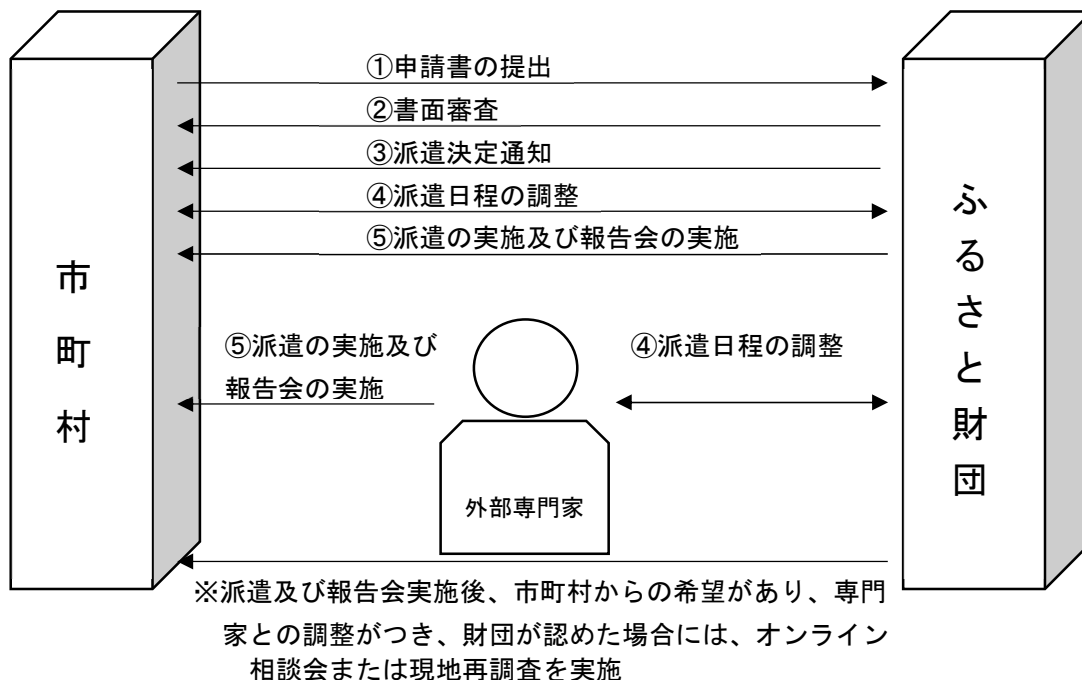 ①申請書の提出
②書面審査
③派遣決定通知
④派遣日程の調整
⑤派遣の実施及び報告会の実施
市町村
ふるさと財団
⑤派遣の実施及び
報告会の実施
④派遣日程の調整
外部専門家
※派遣及び報告会実施後、市町村からの希望があり、専門
家との調整がつき、財団が認めた場合には、オンライン
相談会または現地再調査を実施